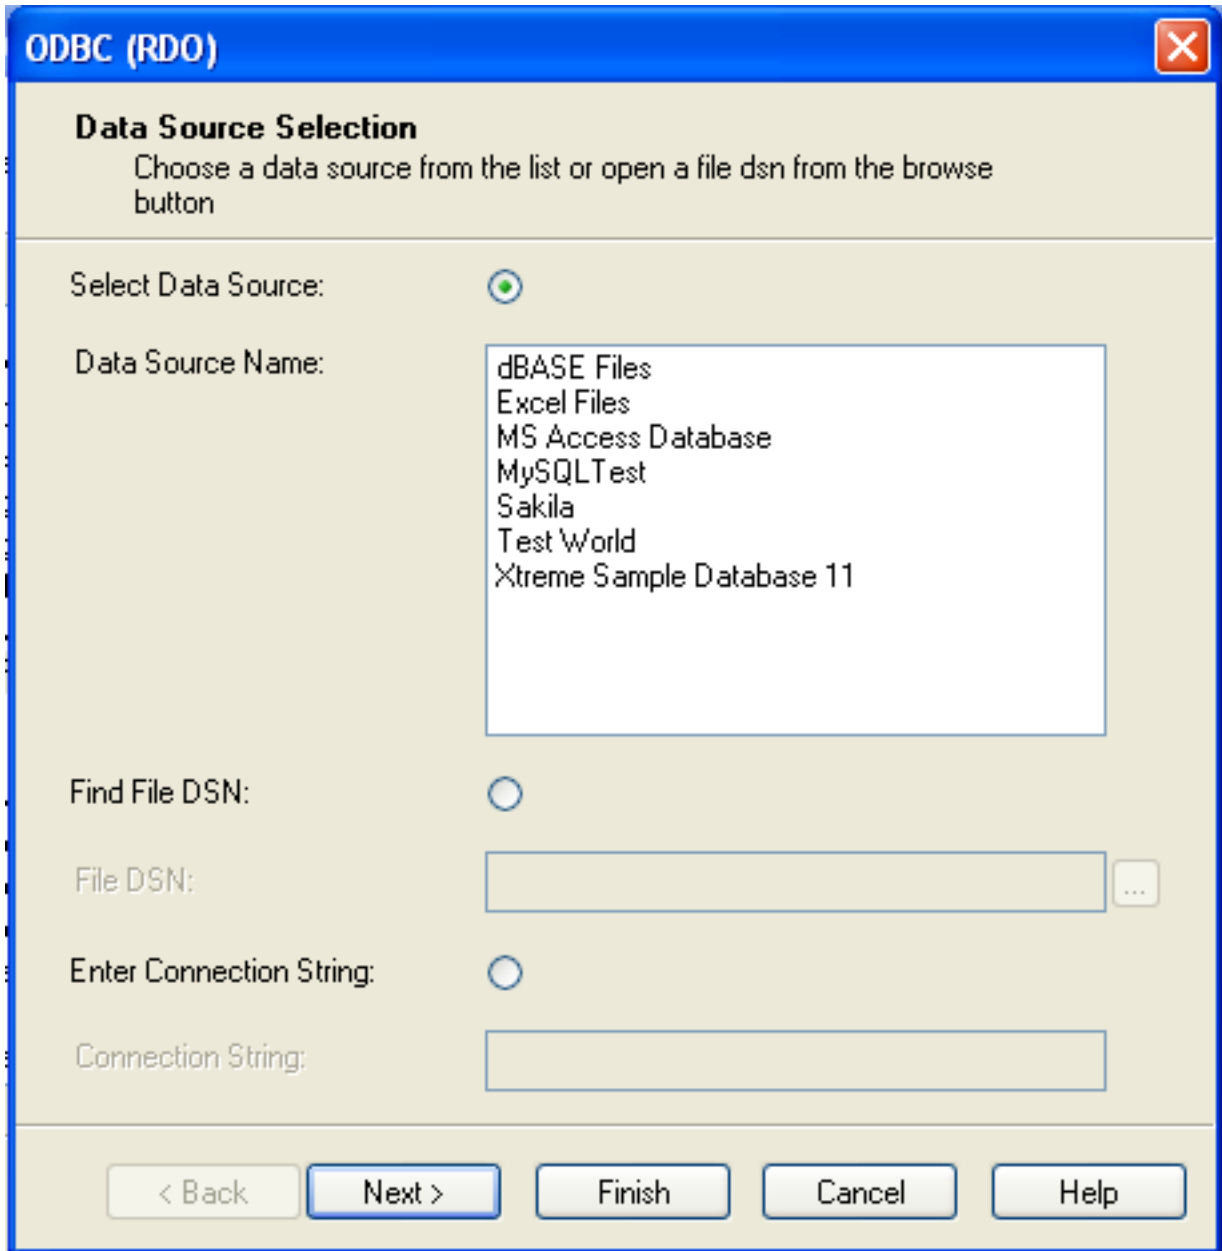 ODBC (RDO)
Data Source Selection
Choose a data source from the list or open a file dsn from the browse
button
Select Data Source:
Data Source Name:
dBASE Files
Excel Files
MS Access Database
MySQLTest
Sakila
Test World
Xtreme Sample Database 11
Find File DSN:
File DSN:
...
Enter Connection String:
Connection String:
< Back
Next >
Finish
Cancel
Help